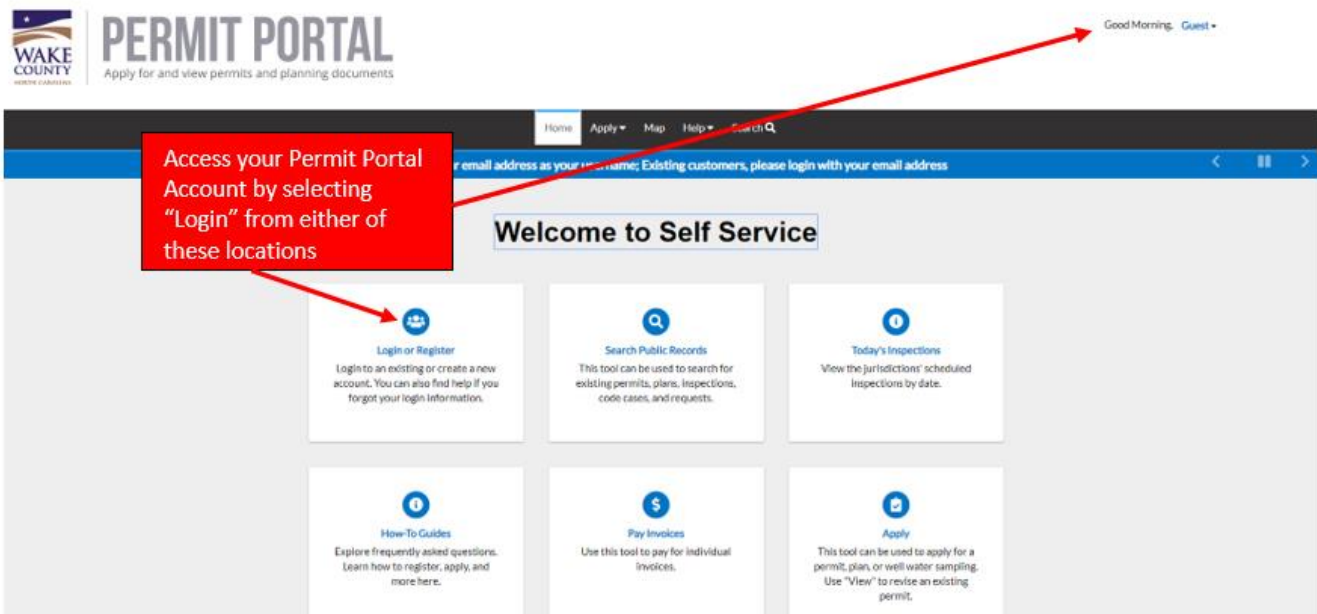 WAKE
COUNTY
NORTH CAROLINA
PERMIT PORTAL
Apply for and view permits and planning documents
Good Morning, Guest
Home Apply Map Help Search
Access your Permit Portal
Account by selecting
“Login” from either of
these locations
email address as your username; Existing customers, please login with your email address
Welcome to Self Service
Login or Register
Login to an existing or create a new
account. You can also find help if you
forgot your login information.
Search Public Records
This tool can be used to search for
existing permits, plans, inspections,
code cases, and requests.
Today's Inspections
View the jurisdictions' scheduled
inspections by date.
How-To Guides
Explore frequently asked questions.
Learn how to register, apply, and
more here.
Pay Invoices
Use this tool to pay for individual
invoices.
Apply
This tool can be used to apply for a
permit, plan, or well water sampling.
Use "View" to revise an existing
permit.